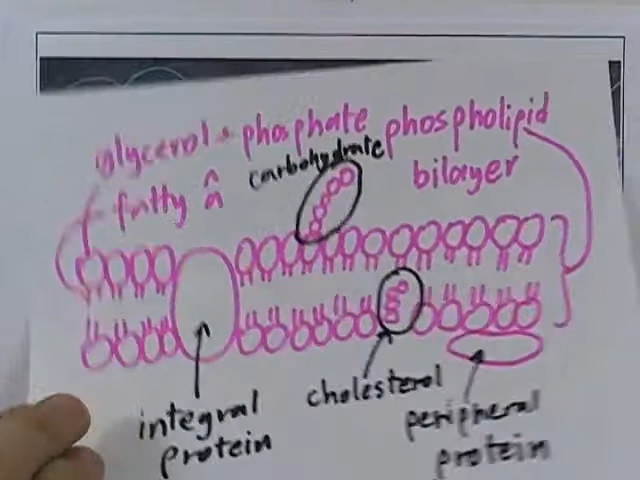 glycerol + phosphate
fatty â
carbohydrate
phospholipid
bilayer
integral
protein
cholesterol
peripheral
protein